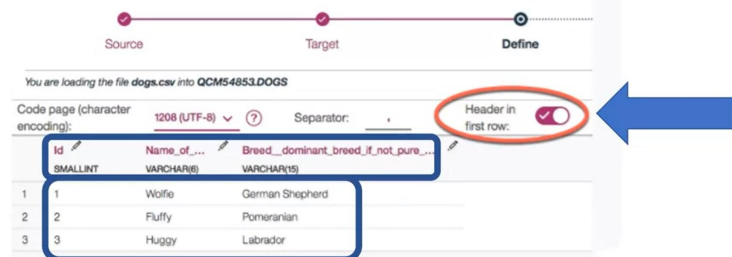 Source Target Define
You are loading the file dogs.csv into QCM54853.DOGS
Code page (character encoding): 1208 (UTF-8) ? Separator: , Header in first row:
Id Name_of_... Breed__dominant_breed_if_not_pure_...
SMALLINT VARCHAR(6) VARCHAR(15)
1 1 Wolfie German Shepherd
2 2 Fluffy Pomeranian
3 3 Huggy Labrador